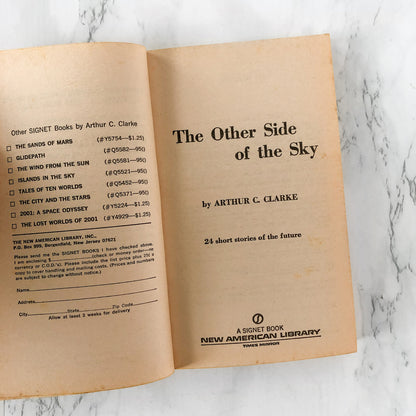 Other SIGNET Books by Arthur C. Clarke
THE SANDS OF MARS (#Y5754—$1.25)
GLIDEPATH (#Q5582—95¢)
THE WIND FROM THE SUN (#Q5581—95¢)
ISLANDS IN THE SKY (#Q5521—95¢)
TALES OF TEN WORLDS (#Q5452—95¢)
THE CITY AND THE STARS (#Q5371—95¢)
2001: A SPACE ODYSSEY (#Y5224—$1.25)
THE LOST WORLDS OF 2001 (#Y4929—$1.25)
THE NEW AMERICAN LIBRARY, INC.,
P.O. Box 999, Bergenfield, New Jersey 07621
Please send me the SIGNET BOOKS I have checked above.
I am enclosing $ (check or money order—no
currency or C.O.D.'s). Please include the list price plus 25¢ a
copy to cover handling and mailing costs. (Prices and numbers
are subject to change without notice.)
Name
Address
City State Zip Code
Allow at least 3 weeks for delivery
The Other Side
of the Sky
by ARTHUR C. CLARKE
24 short stories of the future
A SIGNET BOOK
NEW AMERICAN LIBRARY
TIMES MIRROR